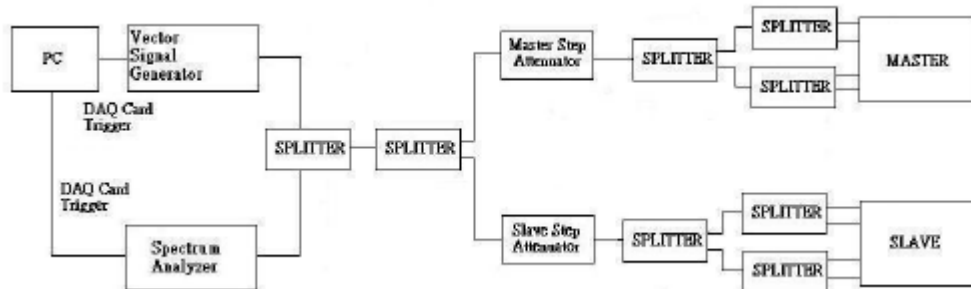 PC
Vector
Signal
Generator
DAQ Card
Trigger
DAQ Card
Trigger
Spectrum
Analyzer
SPLITTER
SPLITTER
Master Step
Attenuator
SPLITTER
SPLITTER
SPLITTER
MASTER
Slave Step
Attenuator
SPLITTER
SPLITTER
SPLITTER
SLAVE